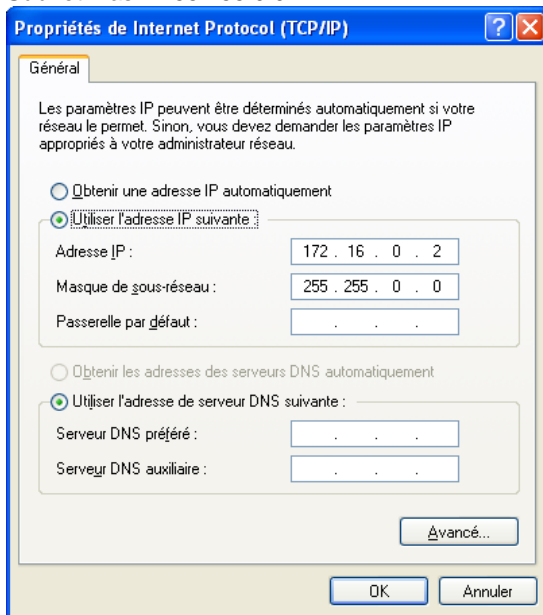 Propriétés de Internet Protocol (TCP/IP)
Général
Les paramètres IP peuvent être déterminés automatiquement si votre
réseau le permet. Sinon, vous devez demander les paramètres IP
appropriés à votre administrateur réseau.
Obtenir une adresse IP automatiquement
Utiliser l'adresse IP suivante :
Adresse IP : 172 . 16 . 0 . 2
Masque de sous-réseau : 255 . 255 . 0 . 0
Passerelle par défaut : . . .
Obtenir les adresses des serveurs DNS automatiquement
Utiliser l'adresse de serveur DNS suivante :
Serveur DNS préféré : . . .
Serveur DNS auxiliaire : . . .
Avancé...
OK Annuler